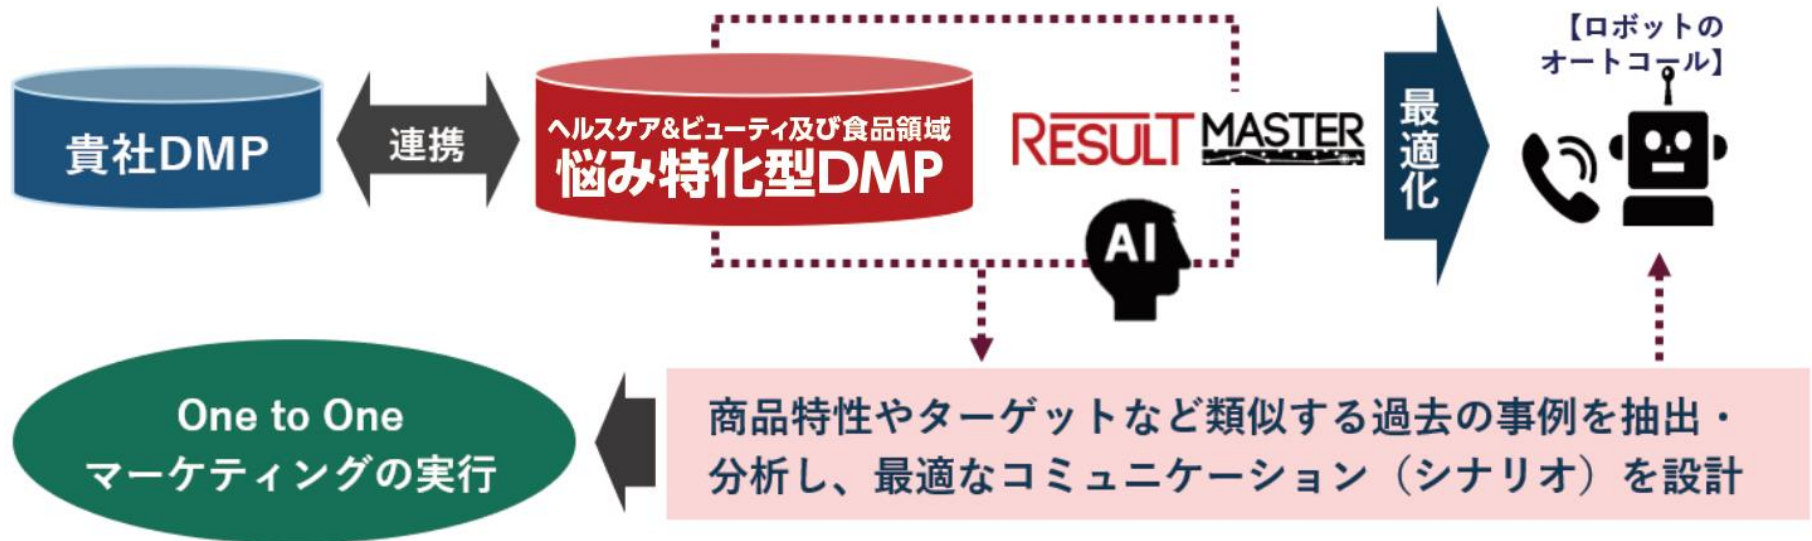 【ロボットの
オートコール】
貴社DMP
連携
ヘルスケア&ビューティ及び食品領域
悩み特化型DMP
RESULT MASTER
AI
最適化
One to One
マーケティングの実行
商品特性やターゲットなど類似する過去の事例を抽出・
分析し、最適なコミュニケーション（シナリオ）を設計